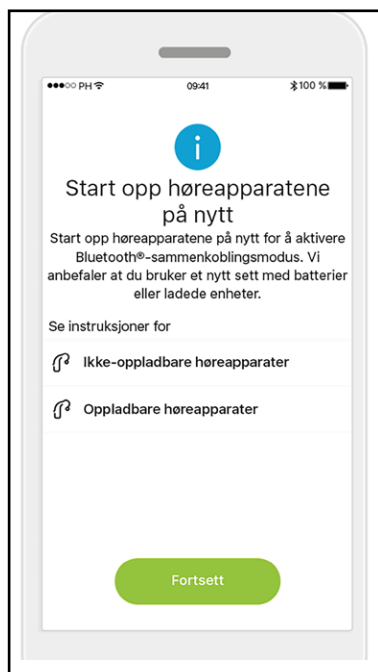 ●●●○○ PH 09:41 100 %
i
Start opp høreapparatene
på nytt
Start opp høreapparatene på nytt for å aktivere
Bluetooth®-sammenkoblingsmodus. Vi
anbefaler at du bruker et nytt sett med batterier
eller ladede enheter.
Se instruksjoner for
Ikke-oppladbare høreapparater
Oppladbare høreapparater
Fortsett